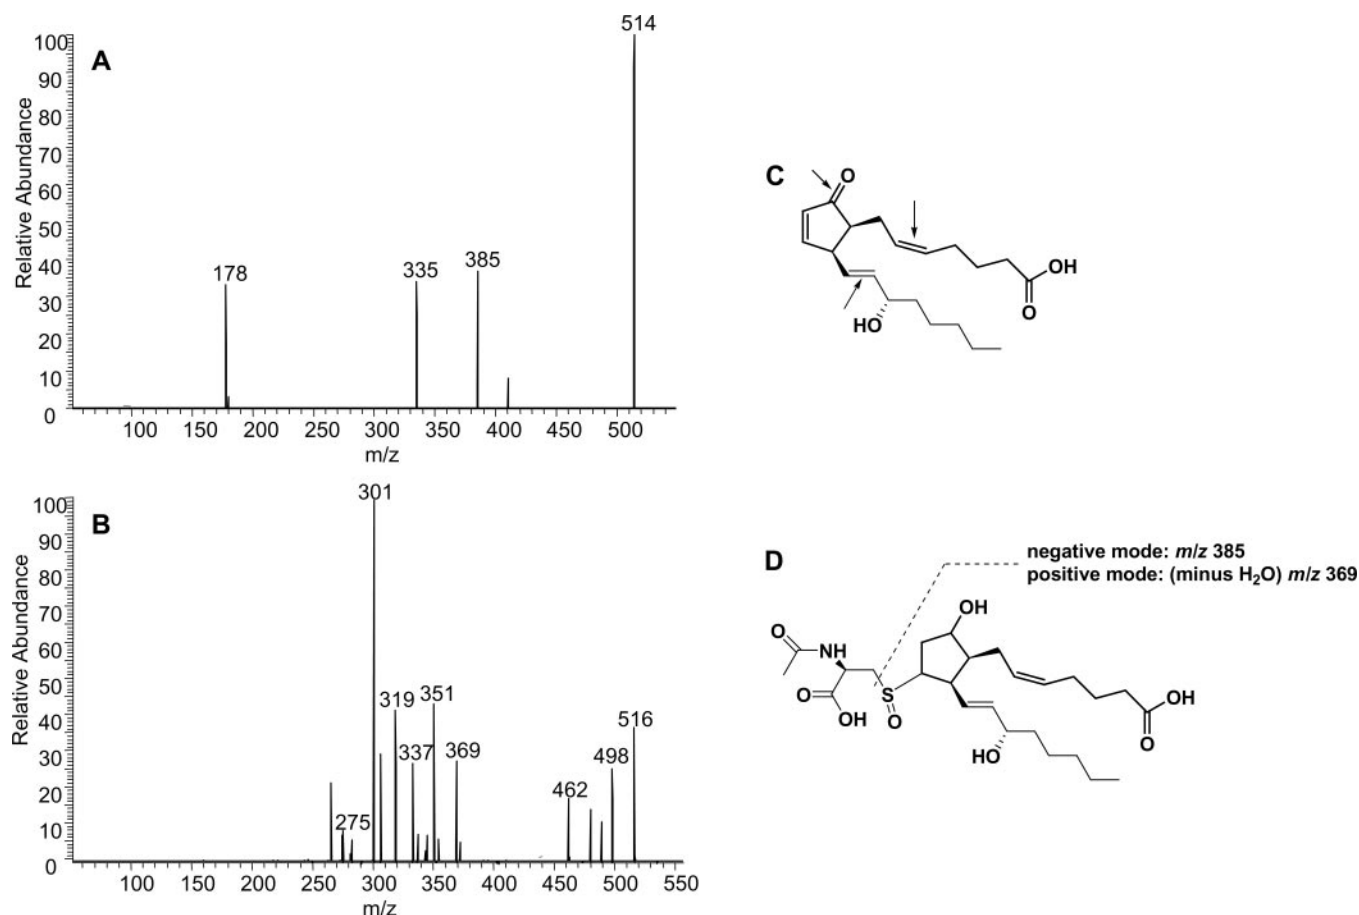 514
A
100
90
80
70
60
50
40
30
20
10
0
Relative Abundance
178
335
385
100 150 200 250 300 350 400 450 500
m/z
C
O
OH
O
HO
301
B
100
90
80
70
60
50
40
30
20
10
0
Relative Abundance
275
319
337
351
369
462
498
516
100 150 200 250 300 350 400 450 500 550
m/z
D
negative mode: m/z 385
positive mode: (minus H₂O) m/z 369
OH
O
NH
O
OH
S
O
OH
O
HO